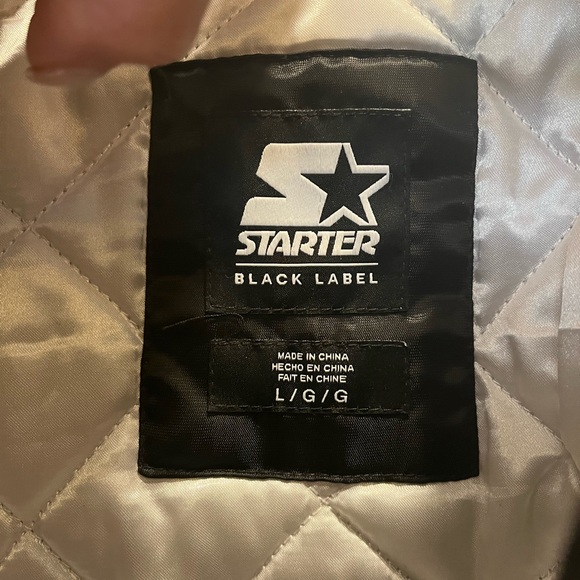 STARTER
BLACK LABEL
MADE IN CHINA
HECHO EN CHINA
FAIT EN CHINE
L/G/G